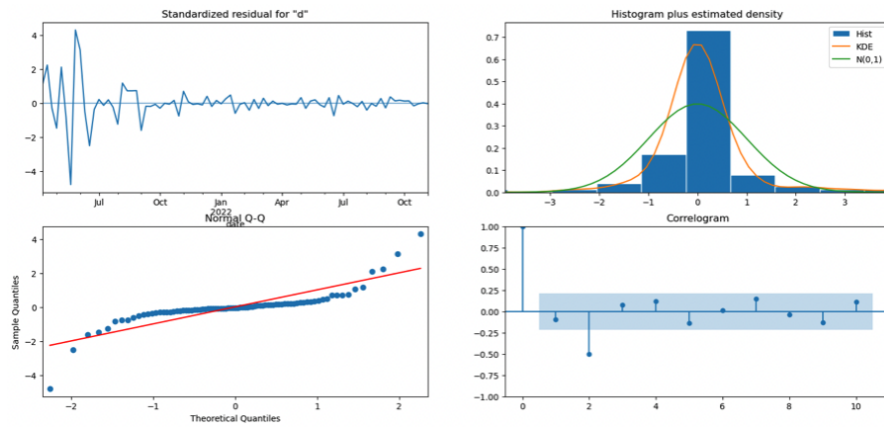 Standardized residual for "d"
4
2
0
−2
−4
Jul
Oct
Jan
2022
Apr
Jul
Oct
date
Histogram plus estimated density
Hist
KDE
N(0,1)
0.7
0.6
0.5
0.4
0.3
0.2
0.1
0.0
−3
−2
−1
0
1
2
3
Normal Q-Q
Sample Quantiles
4
2
0
−2
−4
−2
−1
0
1
2
Theoretical Quantiles
Correlogram
1.00
0.75
0.50
0.25
0.00
−0.25
−0.50
−0.75
−1.00
0
2
4
6
8
10